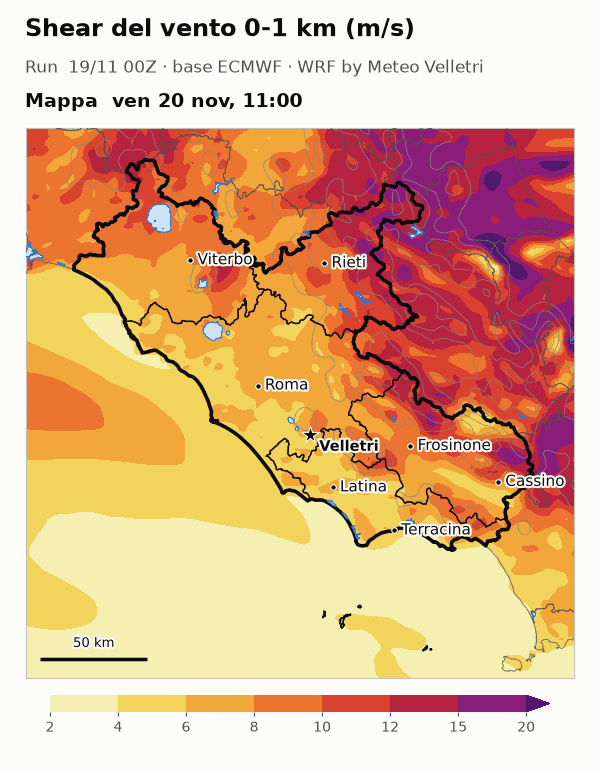 Shear del vento 0-1 km (m/s)
Run 19/11 00Z · base ECMWF · WRF by Meteo Velletri
Mappa ven 20 nov, 11:00
Viterbo
Rieti
Roma
Velletri
Frosinone
Cassino
Latina
Terracina
50 km
2 4 6 8 10 12 15 20